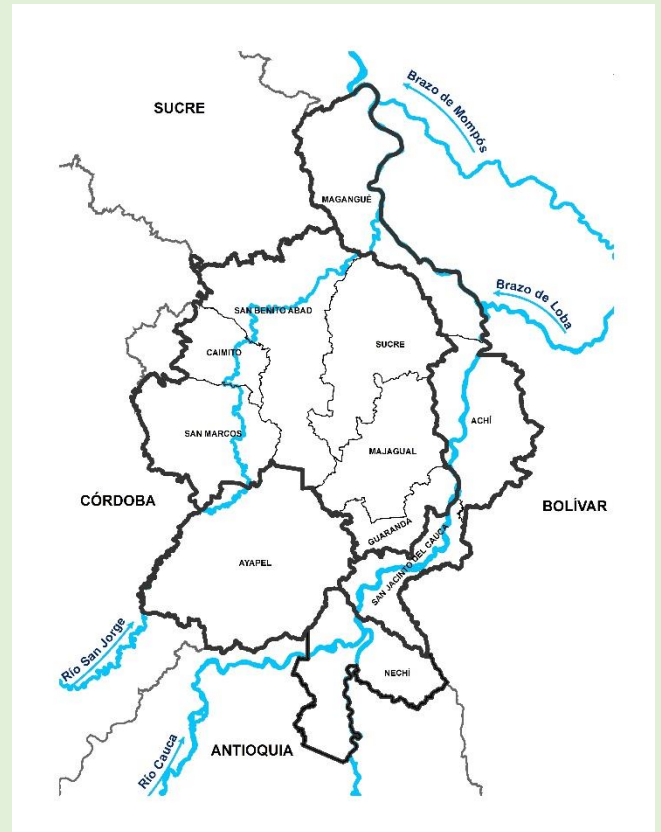 SUCRE
Brazo de Mompós
MAGANGUÉ
Brazo de Loba
SAN BENITO ABAD
SUCRE
CAIMITO
ACHÍ
SAN MARCOS
MAJAGUAL
CÓRDOBA
BOLÍVAR
GUARANDA
AYAPEL
SAN JACINTO DEL CAUCA
Río San Jorge
NECHÍ
ANTIOQUIA
Río Cauca